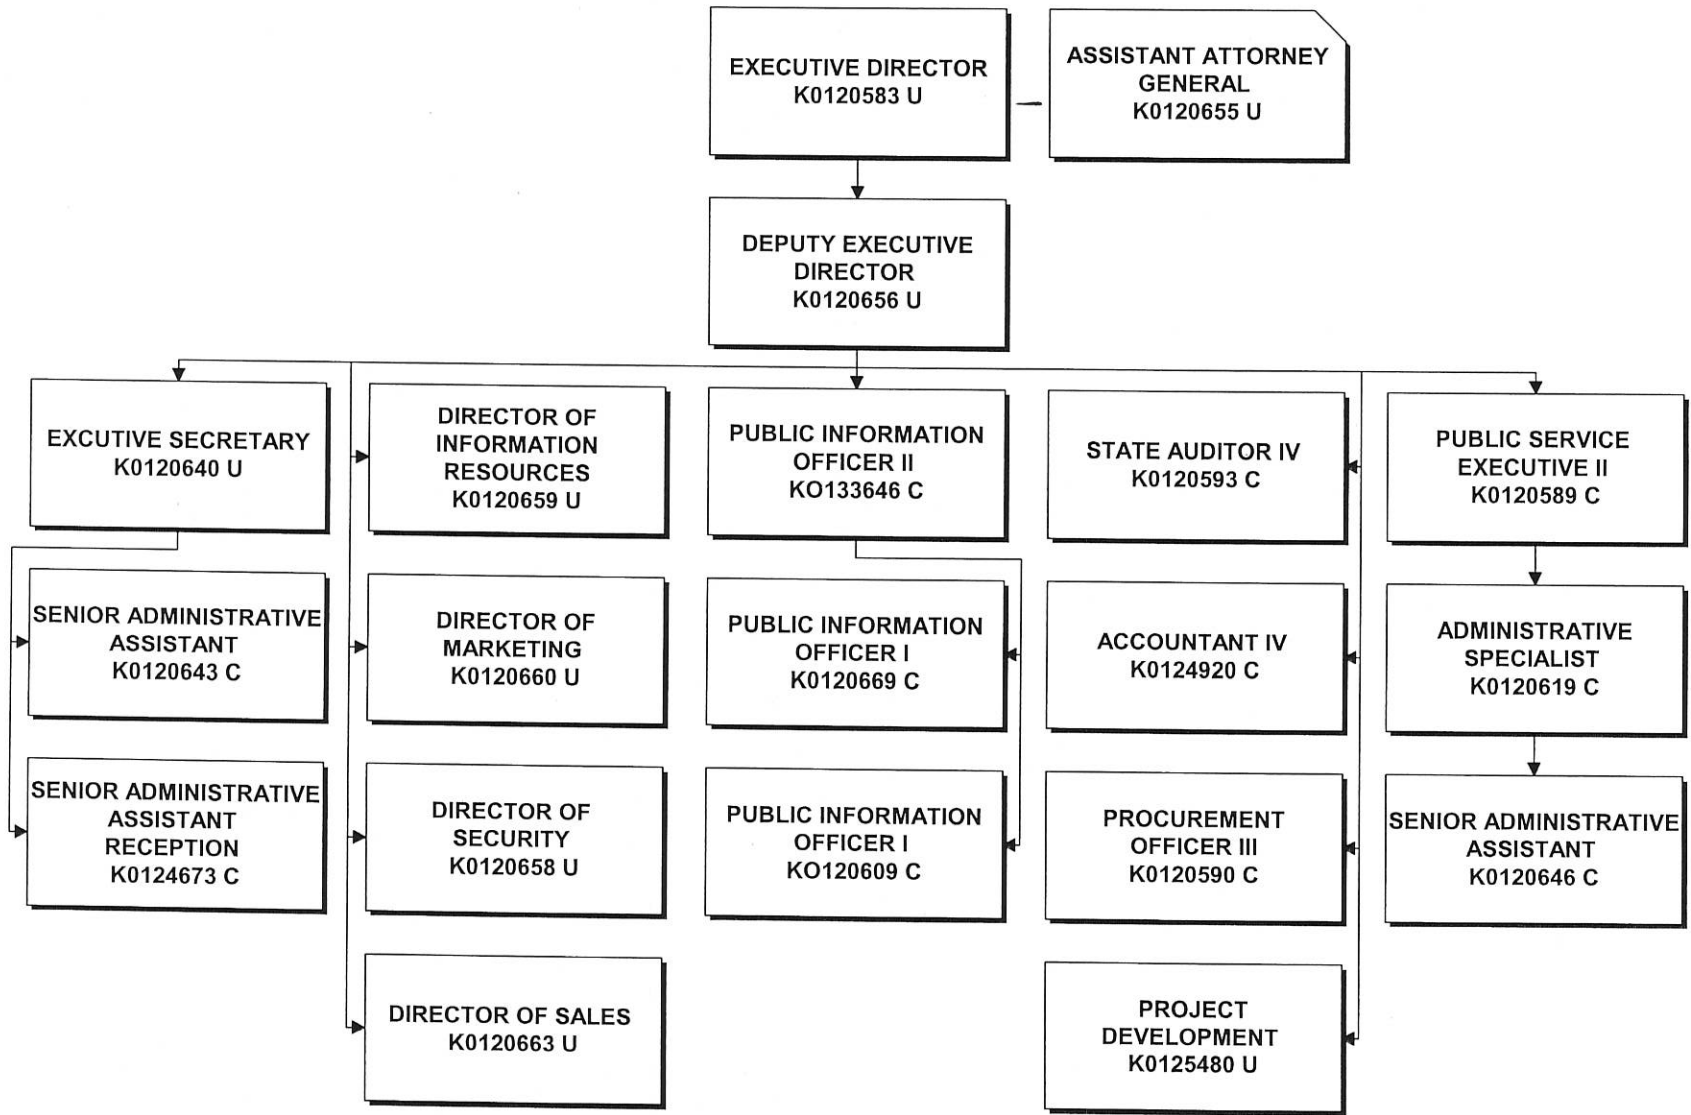 EXECUTIVE DIRECTOR
K0120583 U
ASSISTANT ATTORNEY
GENERAL
K0120655 U
DEPUTY EXECUTIVE
DIRECTOR
K0120656 U
EXCUTIVE SECRETARY
K0120640 U
DIRECTOR OF
INFORMATION
RESOURCES
K0120659 U
PUBLIC INFORMATION
OFFICER II
KO133646 C
STATE AUDITOR IV
K0120593 C
PUBLIC SERVICE
EXECUTIVE II
K0120589 C
SENIOR ADMINISTRATIVE
ASSISTANT
K0120643 C
DIRECTOR OF
MARKETING
K0120660 U
PUBLIC INFORMATION
OFFICER I
K0120669 C
ACCOUNTANT IV
K0124920 C
ADMINISTRATIVE
SPECIALIST
K0120619 C
SENIOR ADMINISTRATIVE
ASSISTANT
RECEPTION
K0124673 C
DIRECTOR OF
SECURITY
K0120658 U
PUBLIC INFORMATION
OFFICER I
KO120609 C
PROCUREMENT
OFFICER III
K0120590 C
SENIOR ADMINISTRATIVE
ASSISTANT
K0120646 C
DIRECTOR OF SALES
K0120663 U
PROJECT
DEVELOPMENT
K0125480 U